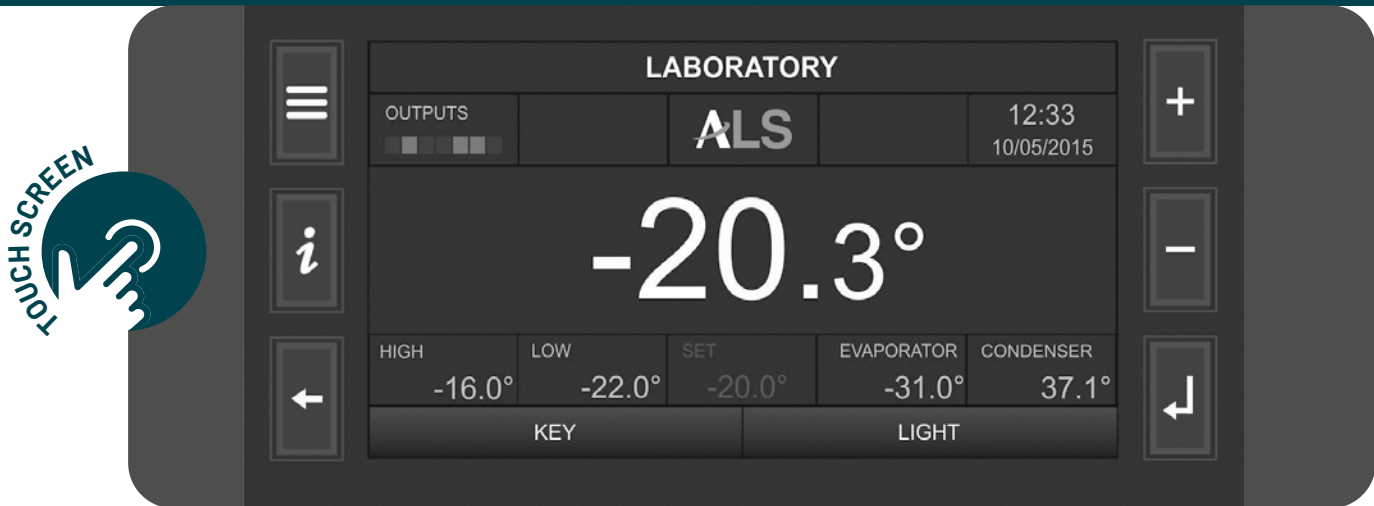 TOUCH SCREEN
LABORATORY
OUTPUTS
ALS
12:33
10/05/2015
i
+
-20.3°
−
HIGH
-16.0°
LOW
-22.0°
SET
-20.0°
EVAPORATOR
-31.0°
CONDENSER
37.1°
KEY
LIGHT